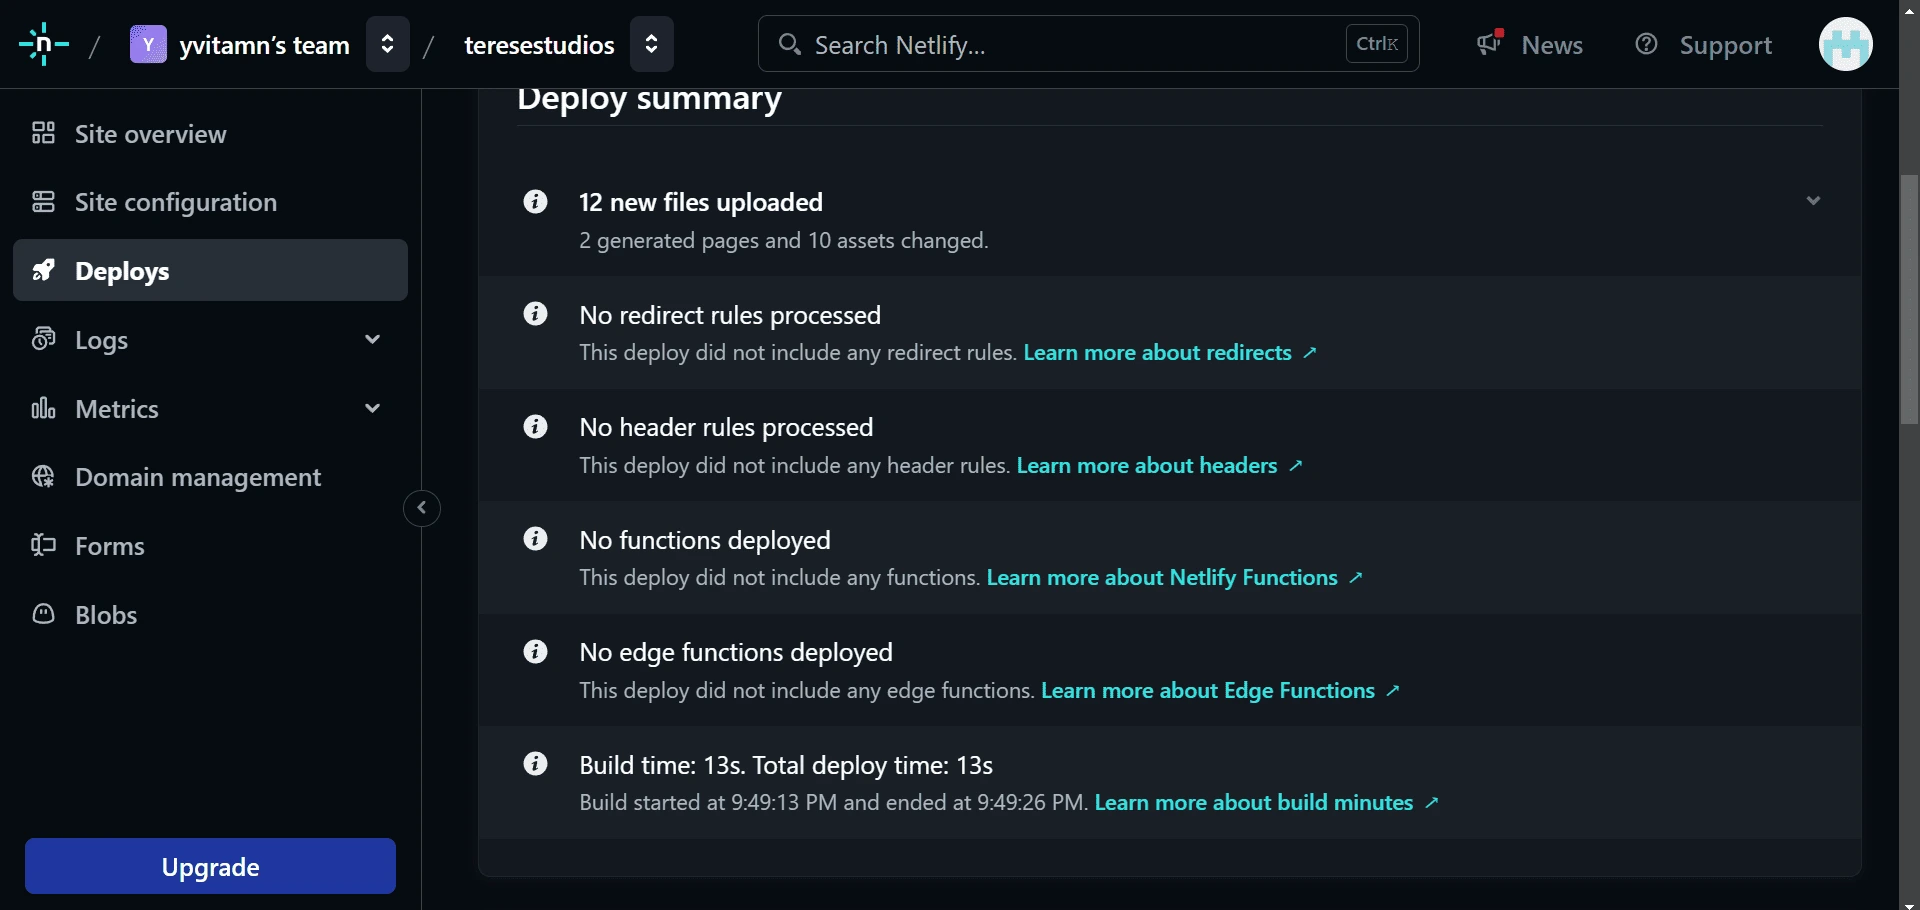 n / Y yvitamn's team / teresestudios Search Netlify... Ctrl K News Support
Deploy summary
Site overview
Site configuration
Deploys
Logs
Metrics
Domain management
Forms
Blobs
Upgrade
12 new files uploaded
2 generated pages and 10 assets changed.
No redirect rules processed
This deploy did not include any redirect rules. Learn more about redirects ↗
No header rules processed
This deploy did not include any header rules. Learn more about headers ↗
No functions deployed
This deploy did not include any functions. Learn more about Netlify Functions ↗
No edge functions deployed
This deploy did not include any edge functions. Learn more about Edge Functions ↗
Build time: 13s. Total deploy time: 13s
Build started at 9:49:13 PM and ended at 9:49:26 PM. Learn more about build minutes ↗